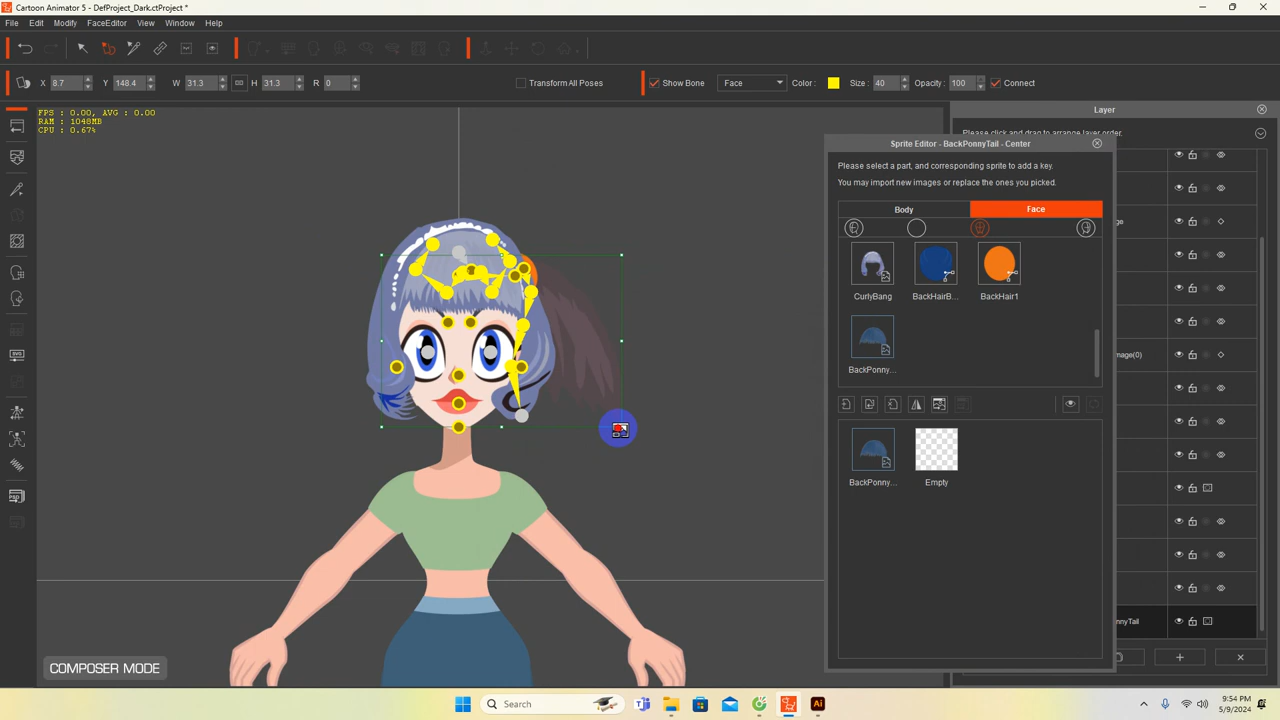 Cartoon Animator 5 - DefProject_Dark.ctProject *
File Edit Modify FaceEditor View Window Help
X 8.7 Y 148.4 W 31.3 H 31.3 R 0 Transform All Poses Show Bone Face Color : Size : 40 Opacity : 100 Connect
FPS : 0.00, AVG : 0.00
RAM : 1048MB
CPU : 0.67%
Layer
Please click and drag to arrange layer order.
Sprite Editor - BackPonnyTail - Center
Please select a part, and corresponding sprite to add a key.
You may import new images or replace the ones you picked.
Body Face
CurlyBang BackHairB... BackHair1
BackPonny...
BackPonny... Empty
mage(0)
nnyTail
COMPOSER MODE
Search
Ai
9:54 PM
5/9/2024